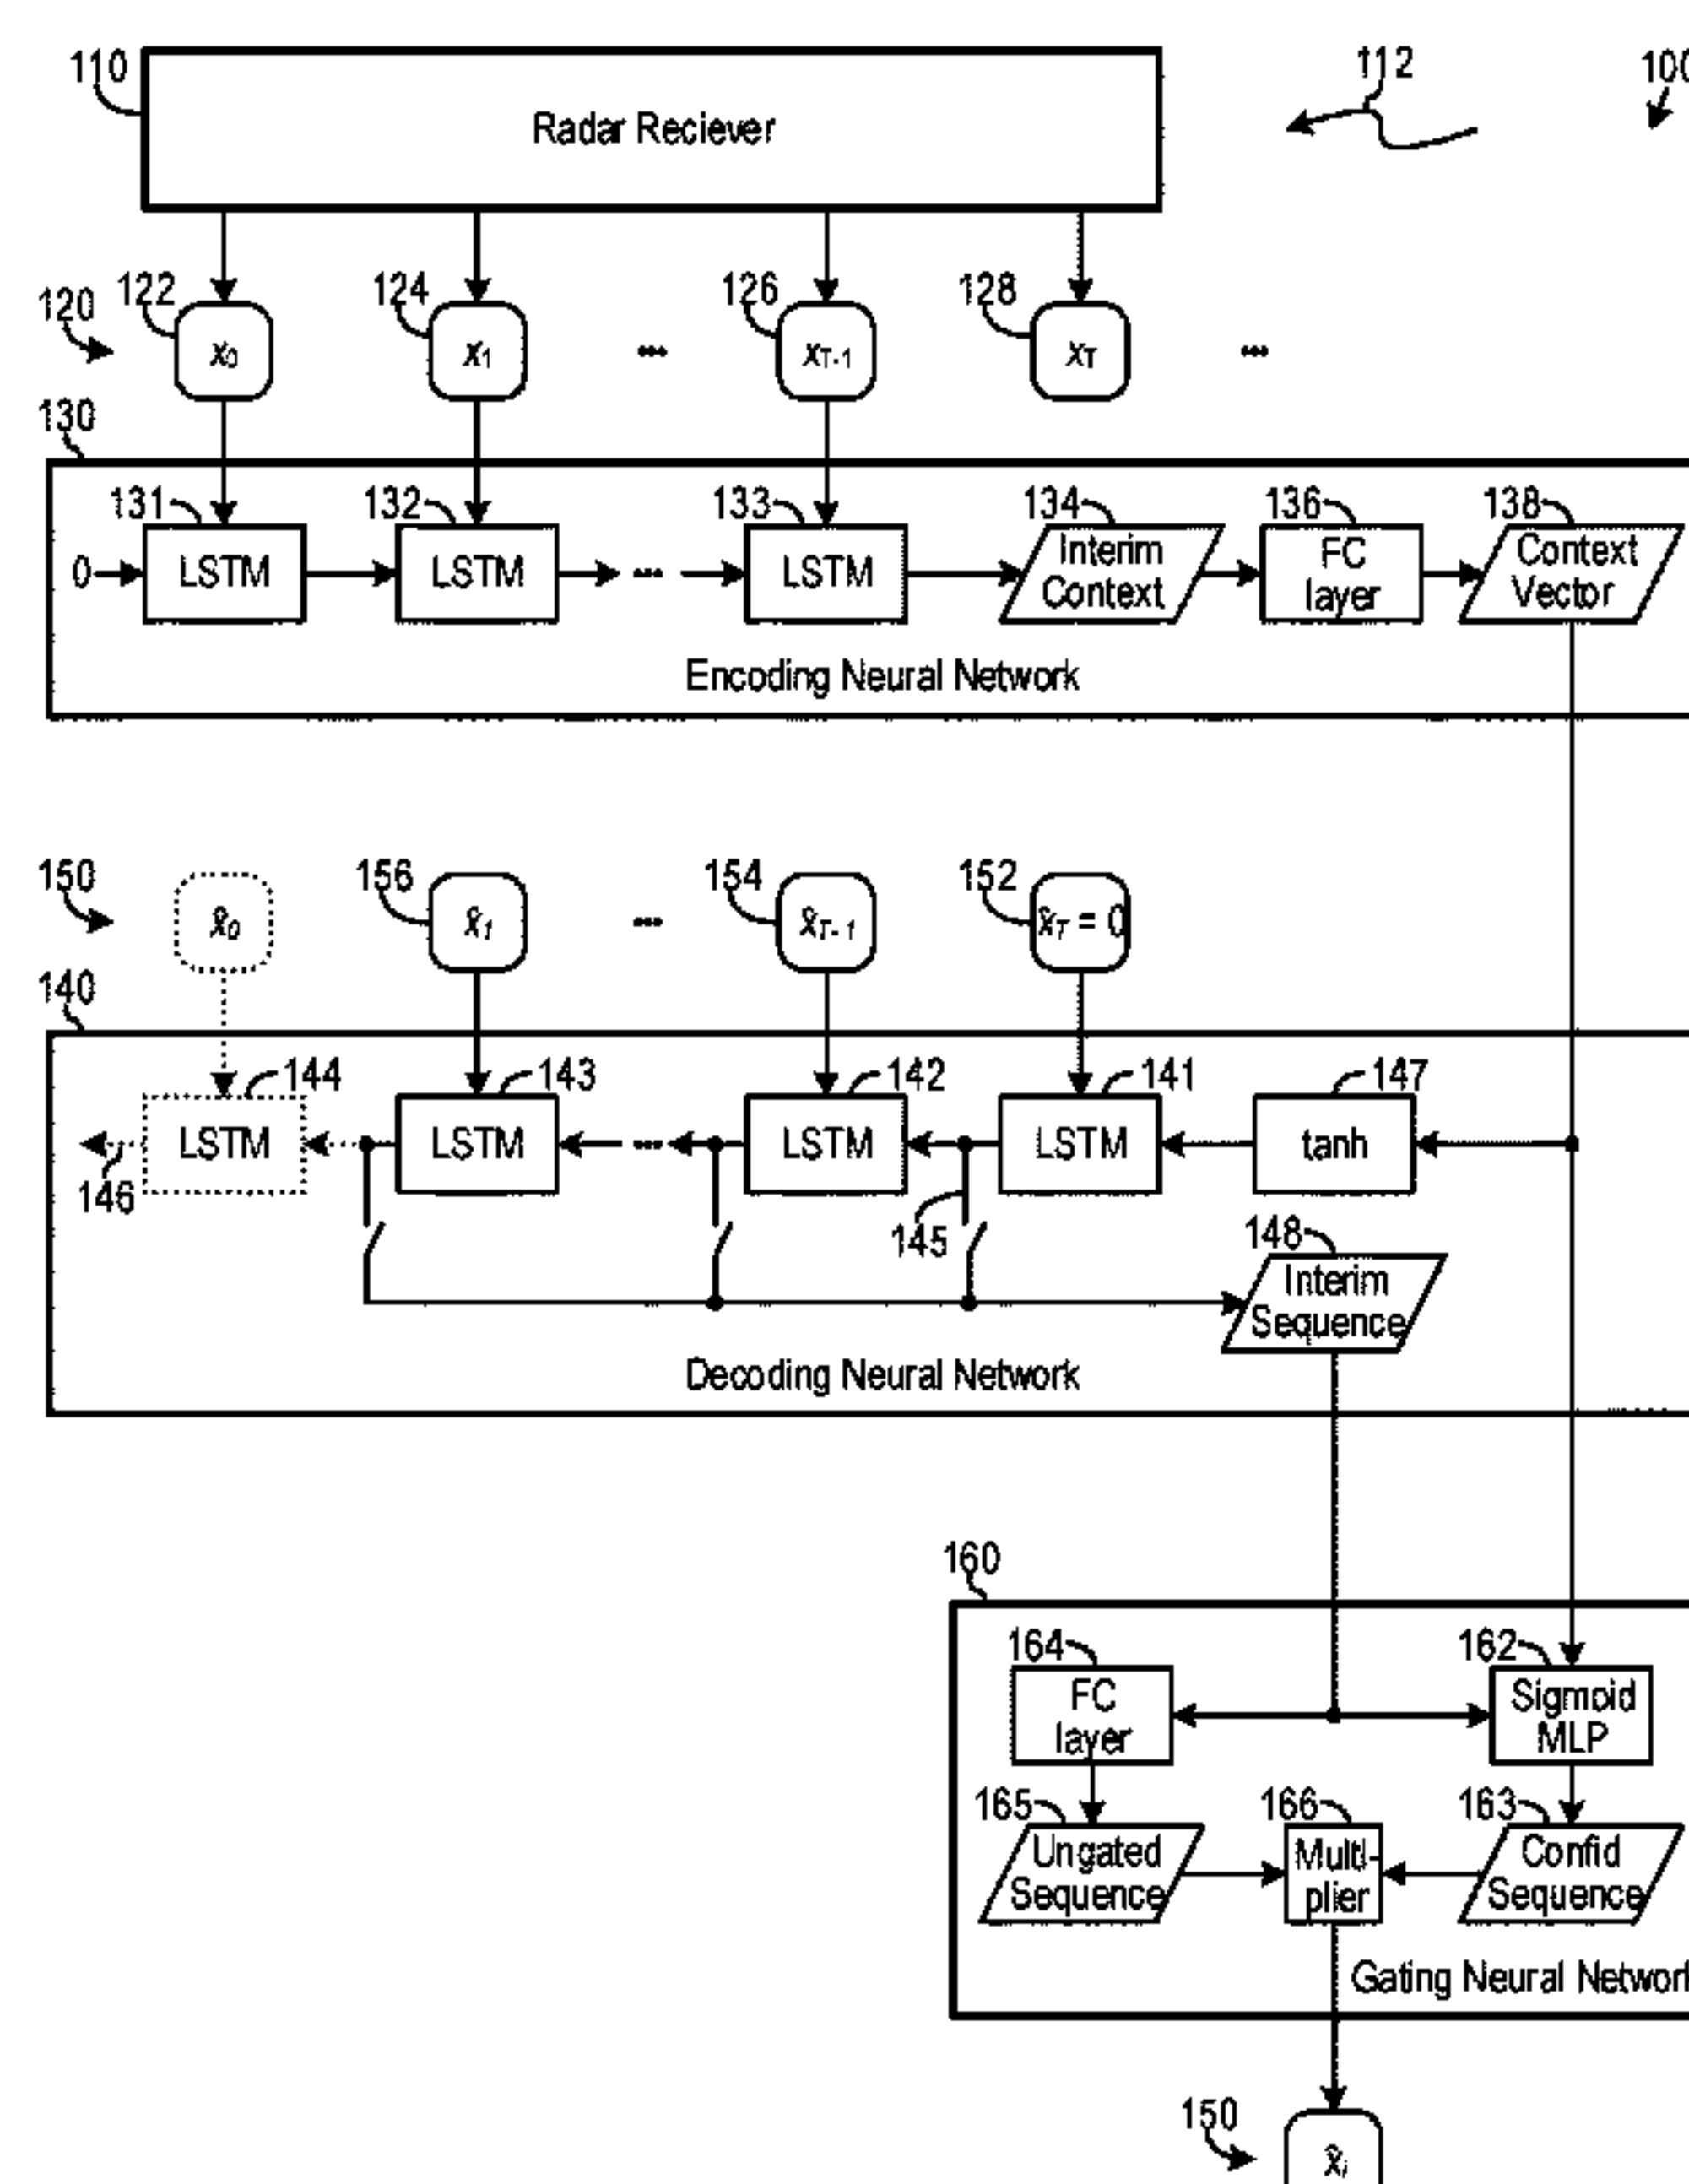 110
112
100
Radar Reciever
120
122
124
126
128
x0
x1
...
xT-1
xT
...
130
131
132
133
134
136
138
0
LSTM
LSTM
...
LSTM
Interim
Context
FC
layer
Context
Vector
Encoding Neural Network
150
156
154
152
x̂0
x̂1
...
x̂T-1
x̂T = 0
140
144
143
142
141
147
LSTM
LSTM
...
LSTM
LSTM
tanh
146
145
148
Interim
Sequence
Decoding Neural Network
160
164
162
FC
layer
Sigmoid
MLP
165
166
163
Ungated
Sequence
Multi-
plier
Confid
Sequence
Gating Neural Network
150
x̂i